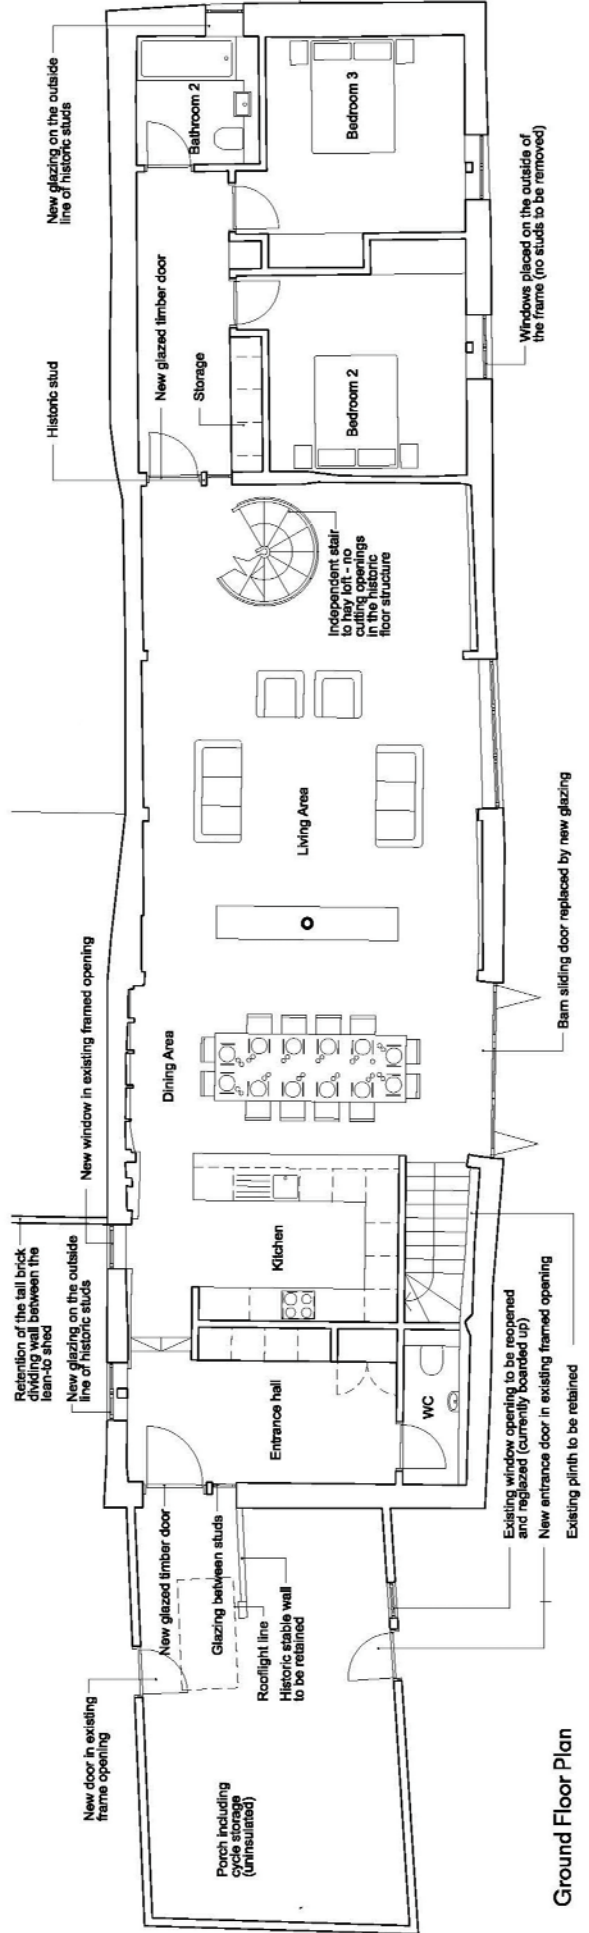 New glazing on the outside
line of historic studs
Historic stud
New glazed timber door
Storage
Bathroom 2
Bedroom 3
Bedroom 2
Windows placed on the outside of
the frame (no studs to be removed)
Independent stair
to hay loft - no
cutting openings
in the historic
floor structure
Living Area
Dining Area
Barn sliding door replaced by new glazing
New window in existing framed opening
Retention of the tall brick
dividing wall between the
lean-to shed
New glazing on the outside
line of historic studs
Kitchen
Entrance hall
WC
Existing window opening to be reopened
and reglazed (currently boarded up)
New entrance door in existing framed opening
Existing plinth to be retained
New glazed timber door
Glazing between studs
Rooflight line
Historic stable wall
to be retained
New door in existing
frame opening
Porch including
cycle storage
(uninsulated)
Ground Floor Plan